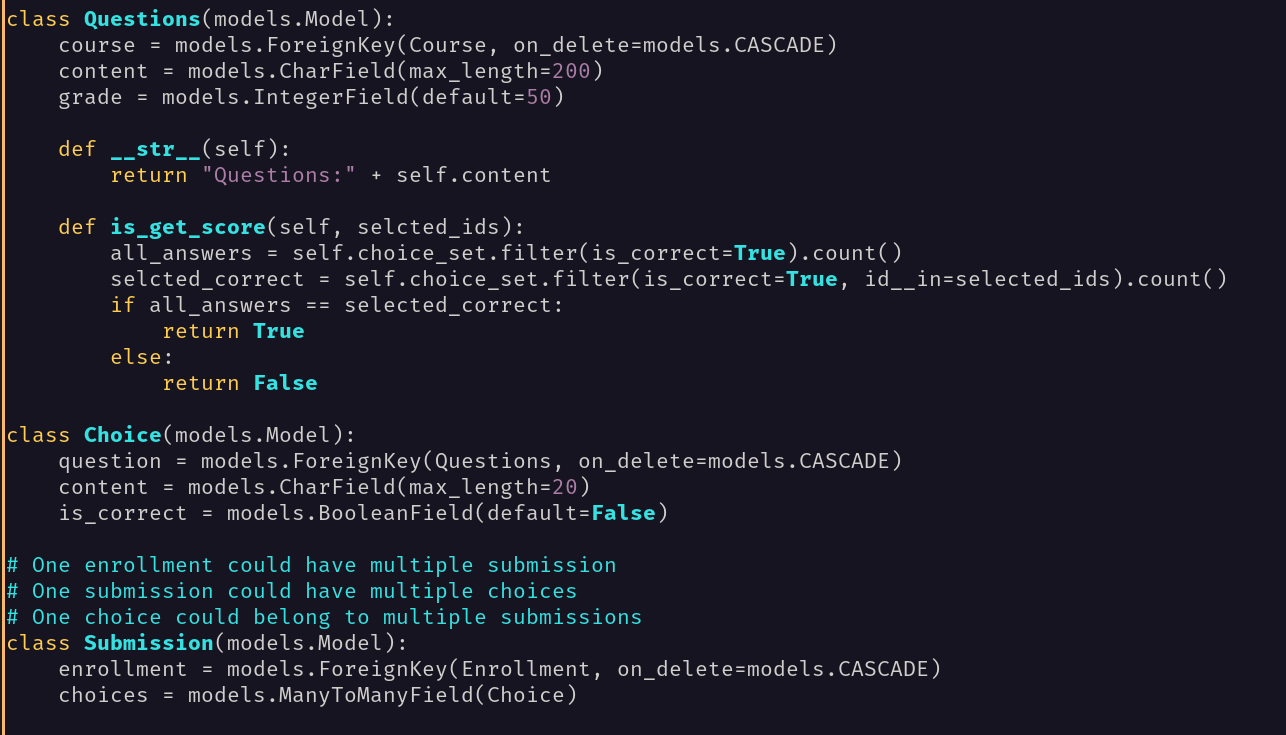 class Questions(models.Model):
    course = models.ForeignKey(Course, on_delete=models.CASCADE)
    content = models.CharField(max_length=200)
    grade = models.IntegerField(default=50)

    def __str__(self):
        return "Questions:" + self.content

    def is_get_score(self, selcted_ids):
        all_answers = self.choice_set.filter(is_correct=True).count()
        selcted_correct = self.choice_set.filter(is_correct=True, id__in=selected_ids).count()
        if all_answers == selected_correct:
            return True
        else:
            return False

class Choice(models.Model):
    question = models.ForeignKey(Questions, on_delete=models.CASCADE)
    content = models.CharField(max_length=20)
    is_correct = models.BooleanField(default=False)

# One enrollment could have multiple submission
# One submission could have multiple choices
# One choice could belong to multiple submissions
class Submission(models.Model):
    enrollment = models.ForeignKey(Enrollment, on_delete=models.CASCADE)
    choices = models.ManyToManyField(Choice)